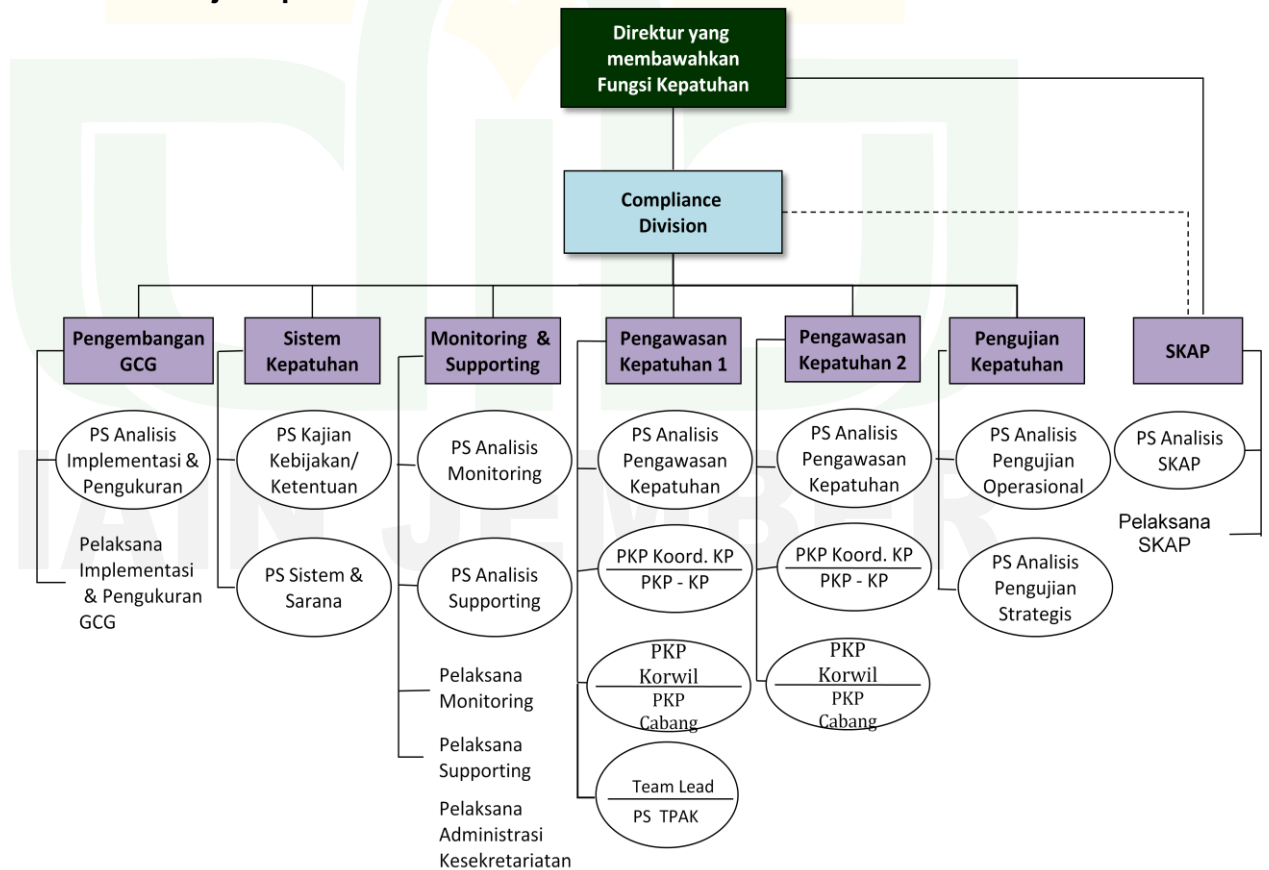 Direktur yang
membawahkan
Fungsi Kepatuhan
Compliance
Division
Pengembangan
GCG
Sistem
Kepatuhan
Monitoring &
Supporting
Pengawasan
Kepatuhan 1
Pengawasan
Kepatuhan 2
Pengujian
Kepatuhan
SKAP
PS Analisis
Implementasi &
Pengukuran
Pelaksana
Implementasi
& Pengukuran
GCG
PS Kajian
Kebijakan/
Ketentuan
PS Sistem &
Sarana
PS Analisis
Monitoring
PS Analisis
Supporting
Pelaksana
Monitoring
Pelaksana
Supporting
Pelaksana
Administrasi
Kesekretariatan
PS Analisis
Pengawasan
Kepatuhan
PKP Koord. KP
PKP - KP
PKP
Korwil
PKP
Cabang
Team Lead
PS TPAK
PS Analisis
Pengawasan
Kepatuhan
PKP Koord. KP
PKP - KP
PKP
Korwil
PKP
Cabang
PS Analisis
Pengujian
Operasional
PS Analisis
Pengujian
Strategis
PS Analisis
SKAP
Pelaksana
SKAP
IAIN JEMBER